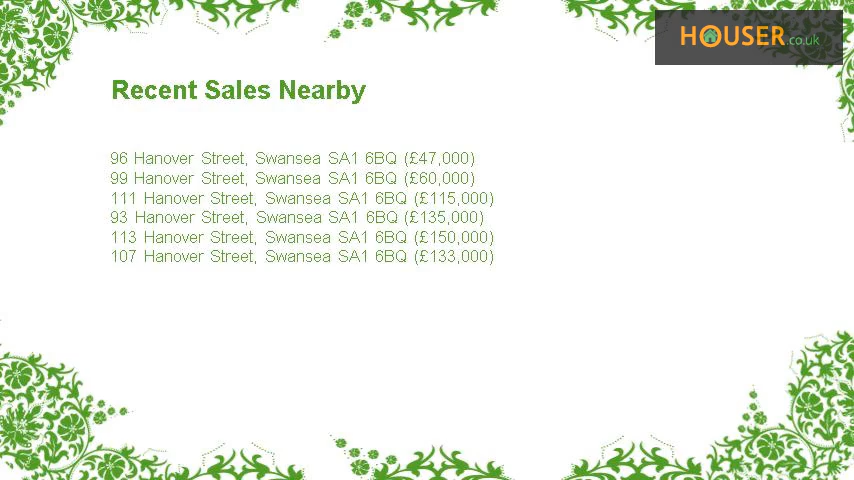 HOUSER.co.uk
Recent Sales Nearby
96 Hanover Street, Swansea SA1 6BQ (£47,000)
99 Hanover Street, Swansea SA1 6BQ (£60,000)
111 Hanover Street, Swansea SA1 6BQ (£115,000)
93 Hanover Street, Swansea SA1 6BQ (£135,000)
113 Hanover Street, Swansea SA1 6BQ (£150,000)
107 Hanover Street, Swansea SA1 6BQ (£133,000)